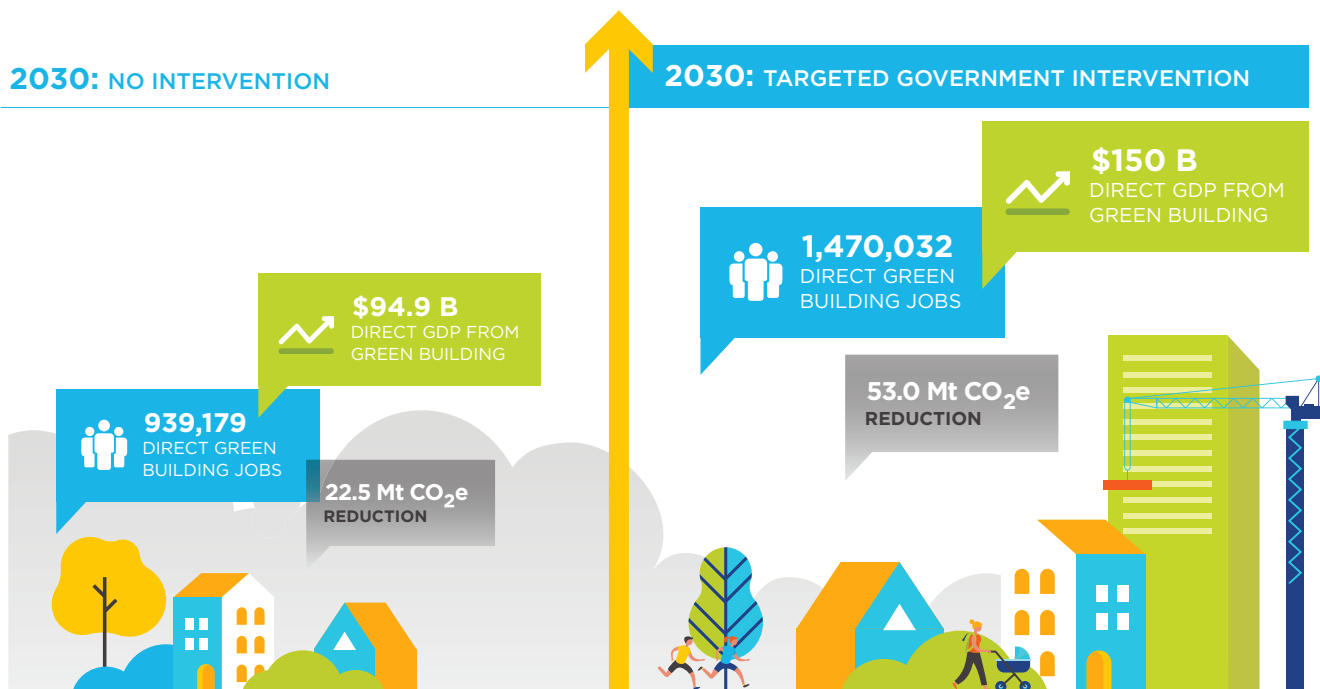 2030: NO INTERVENTION
$94.9 B
DIRECT GDP FROM
GREEN BUILDING
939,179
DIRECT GREEN
BUILDING JOBS
22.5 Mt CO2e
REDUCTION
2030: TARGETED GOVERNMENT INTERVENTION
$150 B
DIRECT GDP FROM
GREEN BUILDING
1,470,032
DIRECT GREEN
BUILDING JOBS
53.0 Mt CO2e
REDUCTION